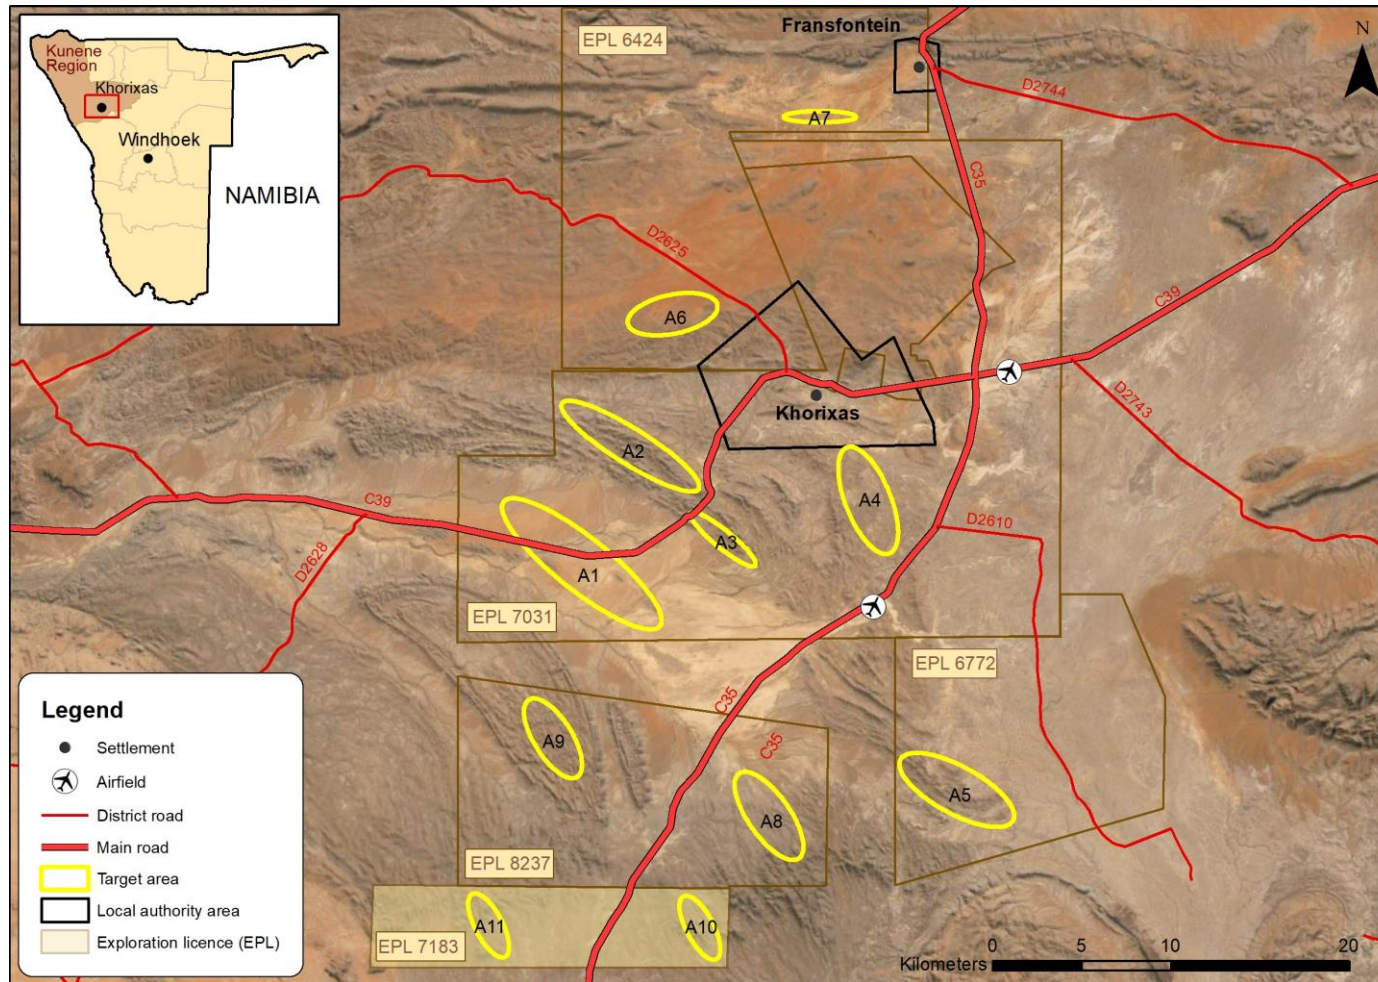 Kunene
Region
Khorixas
Windhoek
NAMIBIA
Fransfontein
N
EPL 6424
D2744
A7
C35
D2625
C39
A6
D2743
Khorixas
A2
A4
C39
D2610
A3
D2628
A1
EPL 7031
EPL 6772
C35
C35
A9
A5
A8
EPL 8237
A11
A10
EPL 7183
Legend
Settlement
Airfield
District road
Main road
Target area
Local authority area
Exploration licence (EPL)
0 5 10 20
Kilometers